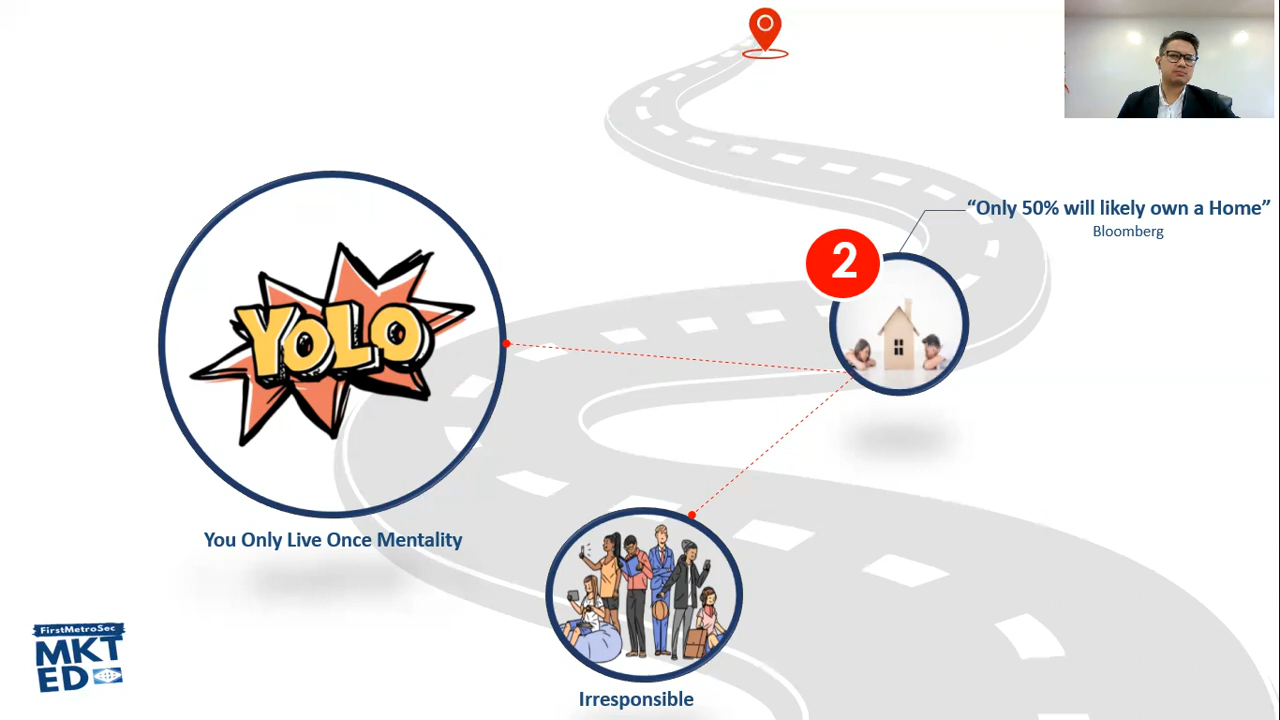 “Only 50% will likely own a Home”
Bloomberg
2
YOLO
You Only Live Once Mentality
Irresponsible
FirstMetroSec
MKT
ED